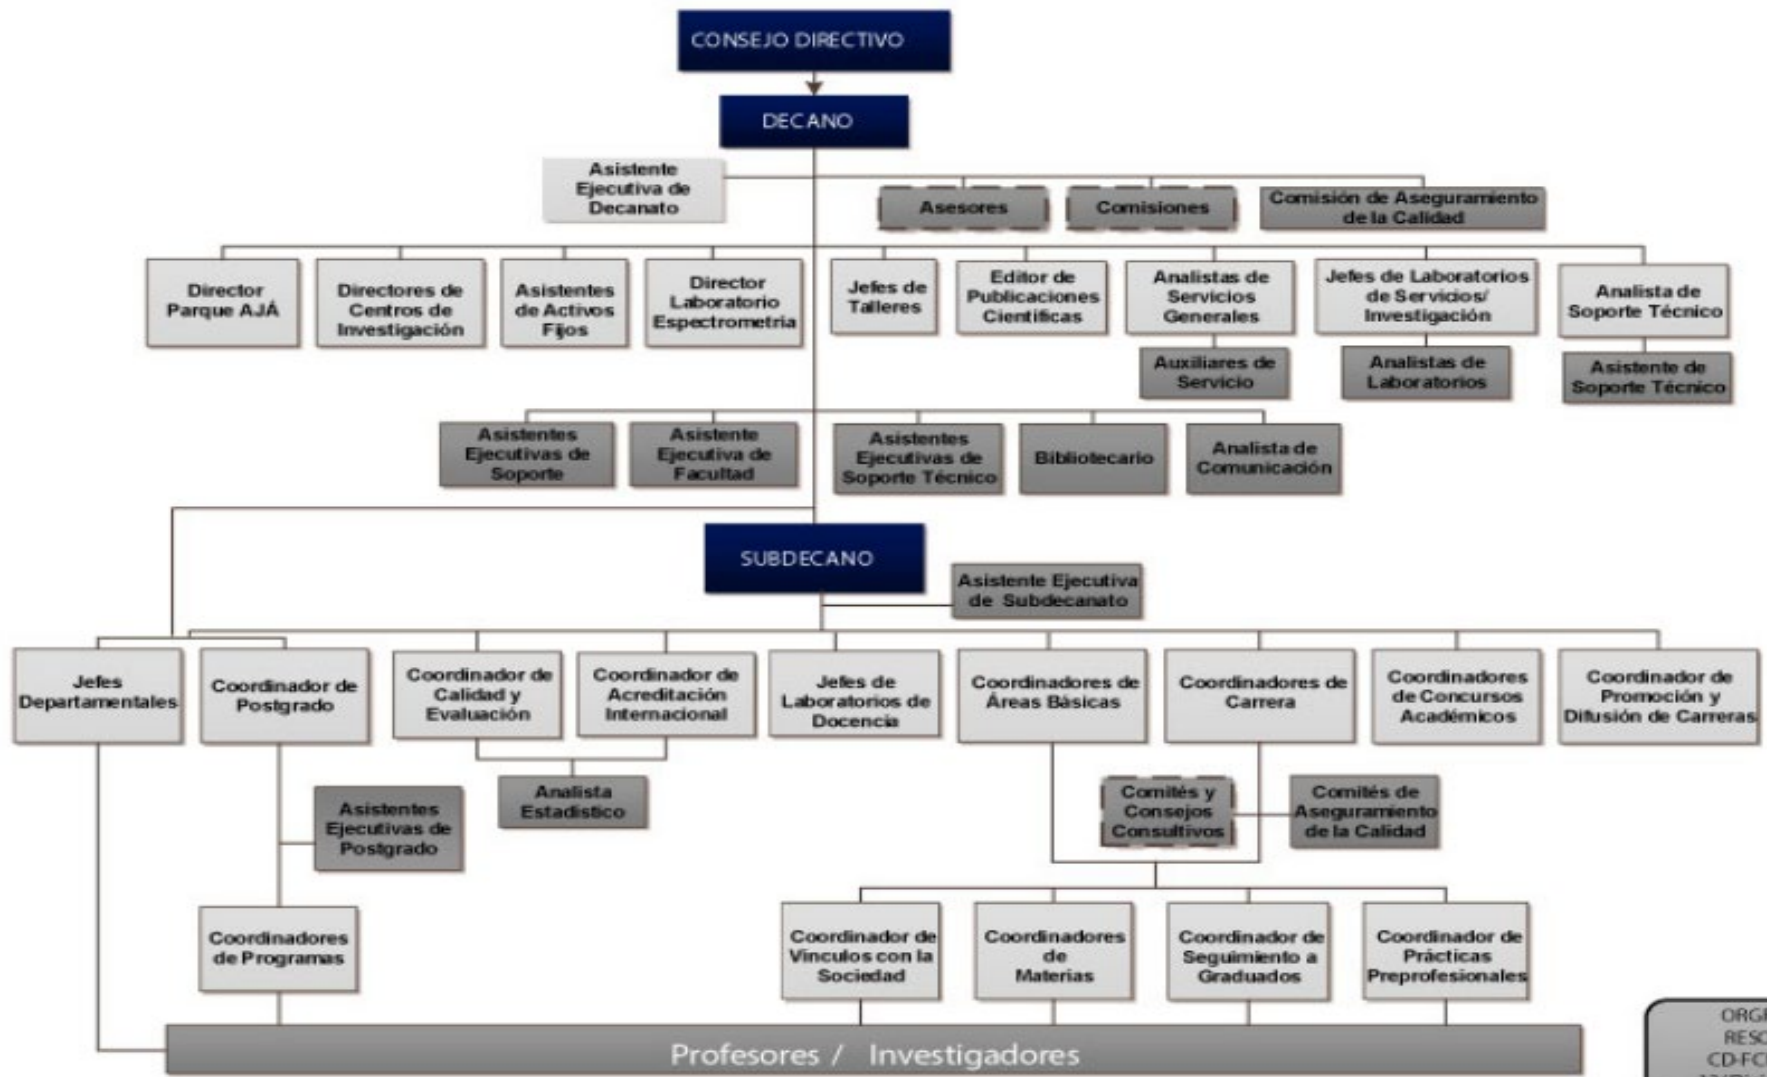 CONSEJO DIRECTIVO
DECANO
Asistente
Ejecutiva de
Decanato
Asesores
Comisiones
Comisión de Aseguramiento
de la Calidad
Director
Parque AJÁ
Directores de
Centros de
Investigación
Asistentes
de Activos
Fijos
Director
Laboratorio
Espectrometria
Jefes de
Talleres
Editor de
Publicaciones
Científicas
Analistas de
Servicios
Generales
Jefes de Laboratorios
de Servicios/
Investigación
Analista de
Soporte Técnico
Auxiliares de
Servicio
Analistas de
Laboratorios
Asistente de
Soporte Técnico
Asistentes
Ejecutivas de
Soporte
Asistente
Ejecutiva de
Facultad
Asistentes
Ejecutivas de
Soporte Técnico
Bibliotecario
Analista de
Comunicación
SUBDECANO
Asistente Ejecutiva
de Subdecanato
Jefes
Departamentales
Coordinador de
Postgrado
Coordinador de
Calidad y
Evaluación
Coordinador de
Acreditación
Internacional
Jefes de
Laboratorios de
Docencia
Coordinadores de
Áreas Básicas
Coordinadores de
Carrera
Coordinadores
de Concursos
Académicos
Coordinador de
Promoción y
Difusión de Carreras
Asistentes
Ejecutivas de
Postgrado
Analista
Estadístico
Comités y
Consejos
Consultivos
Comités de
Aseguramiento
de la Calidad
Coordinadores
de Programas
Coordinador de
Vínculos con la
Sociedad
Coordinadores
de
Materias
Coordinador de
Seguimiento a
Graduados
Coordinador de
Prácticas
Preprofesionales
Profesores / Investigadores